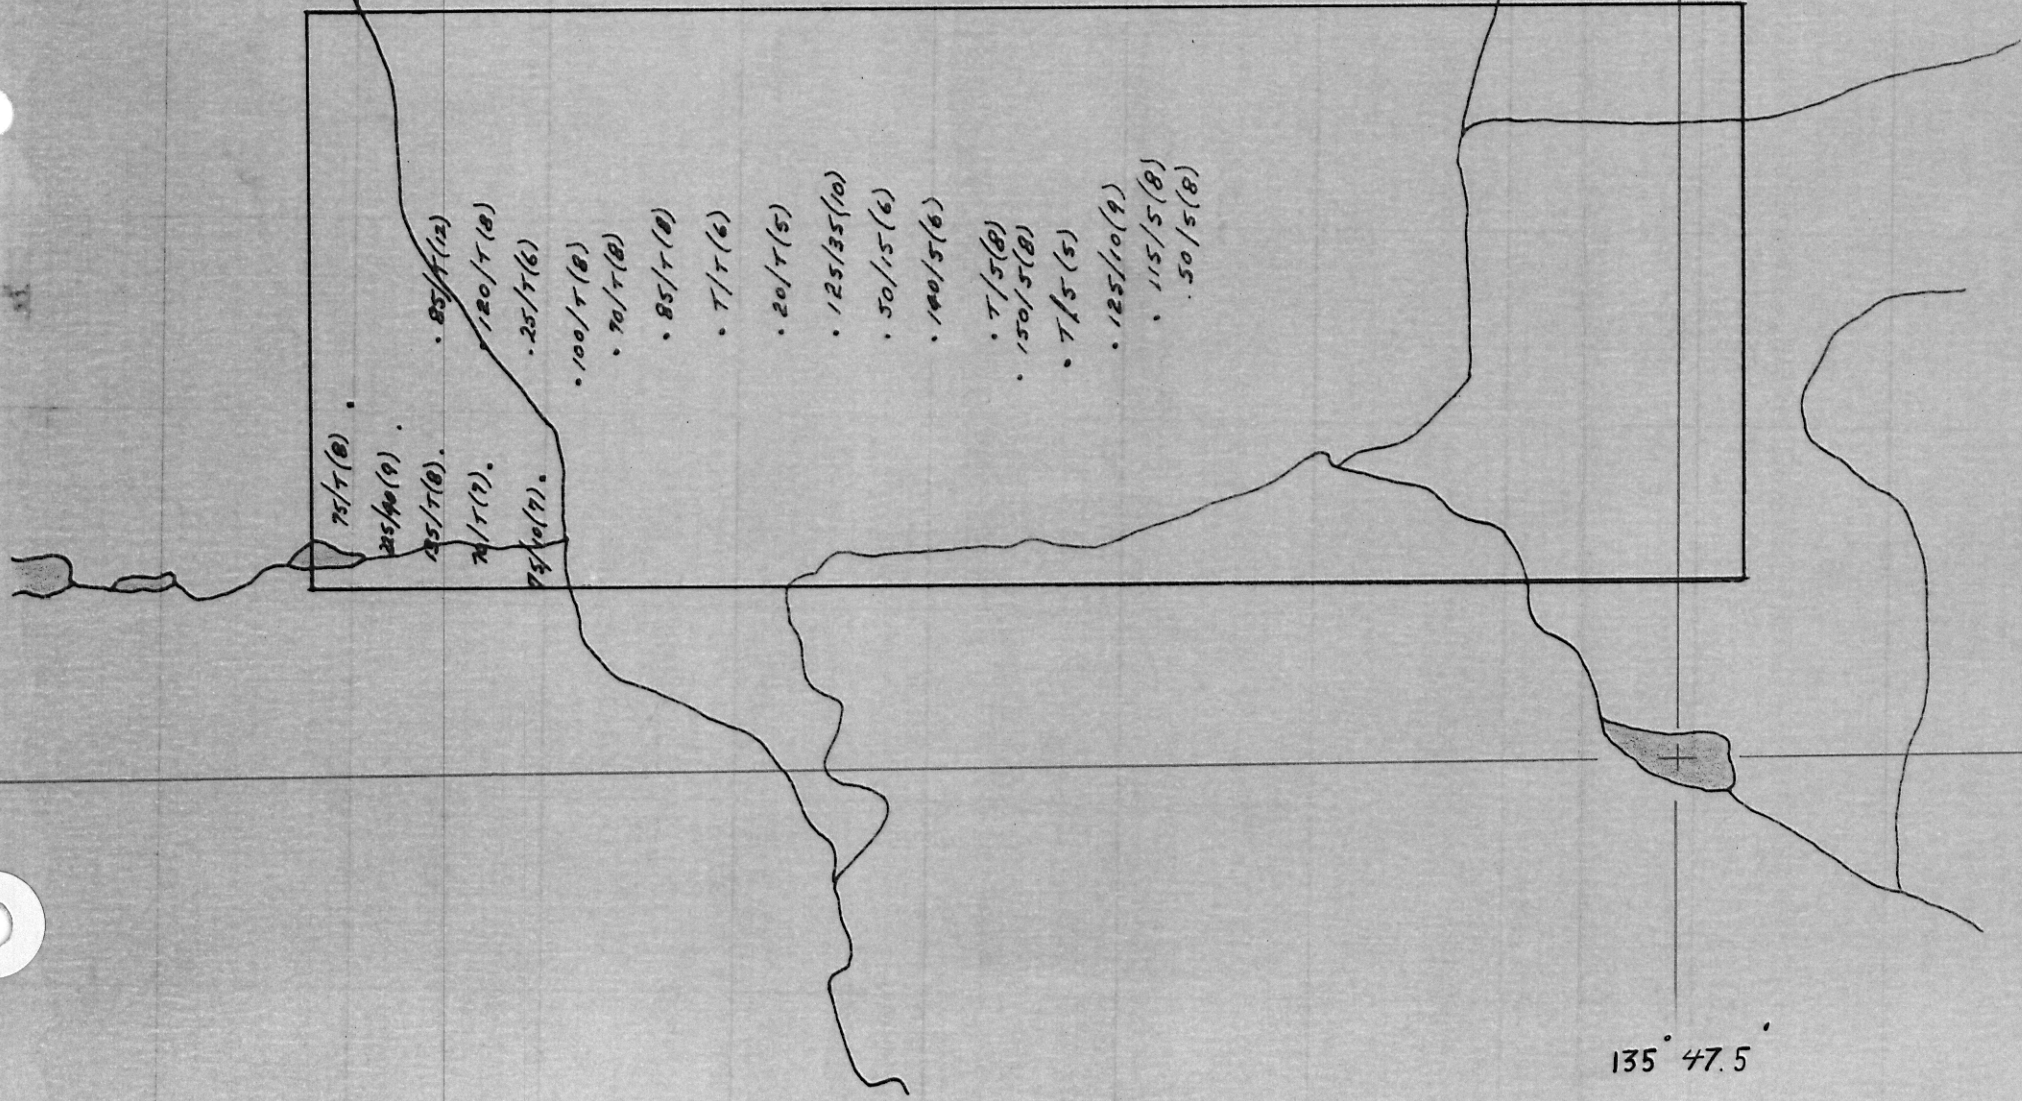 .85/T(12)
.120/T(8)
.25/T(6)
.100/T(8)
.70/T(8)
.85/T(8)
.T/T(6)
.20/T(5)
.125/35(10)
.50/15(6)
.140/5(6)
.T/5(8)
.150/5(8)
.T/5(5)
.125/10(9)
.115/5(8)
.50/5(8)
75/T(8).
225/40(9).
135/T(8).
70/T(7).
75/10(7).
135° 47.5'